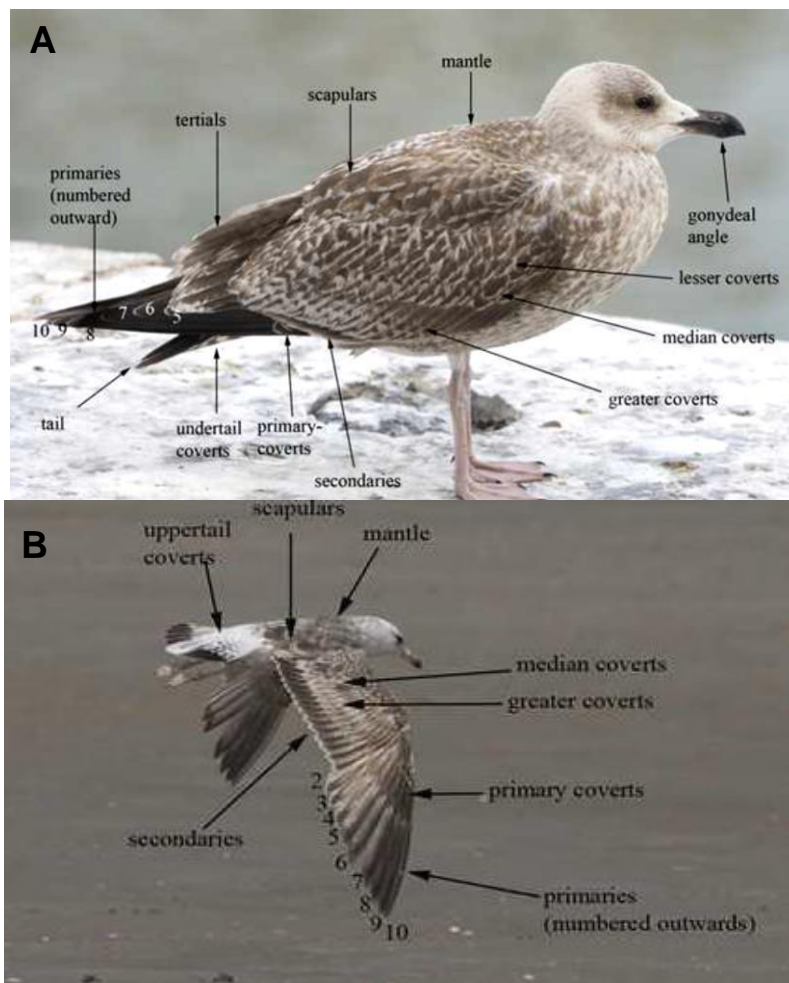 A
mantle
scapulars
tertials
primaries
(numbered
outward)
gonydeal
angle
lesser coverts
7 6 5
10 9 8
median coverts
greater coverts
tail
undertail
coverts
primary-
coverts
secondaries
B
scapulars
uppertail
coverts
mantle
median coverts
greater coverts
2
3
4
5
6
7
8
9
10
primary coverts
secondaries
primaries
(numbered outwards)